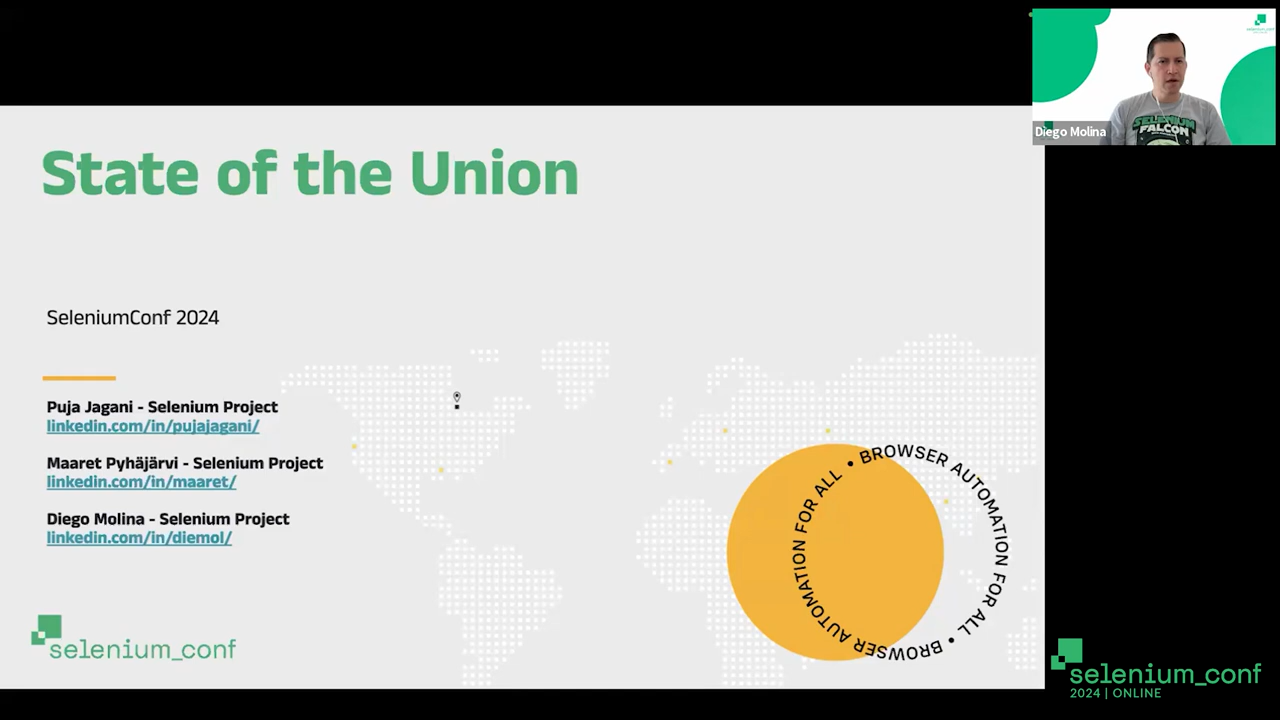 State of the Union
SeleniumConf 2024
Puja Jagani - Selenium Project
linkedin.com/in/pujajagani/
Maaret Pyhäjärvi - Selenium Project
linkedin.com/in/maaret/
Diego Molina - Selenium Project
linkedin.com/in/diemol/
selenium_conf
BROWSER AUTOMATION FOR ALL • BROWSER AUTOMATION FOR ALL •
Diego Molina
SELENIUM
FALCON
selenium_conf
2024 | ONLINE